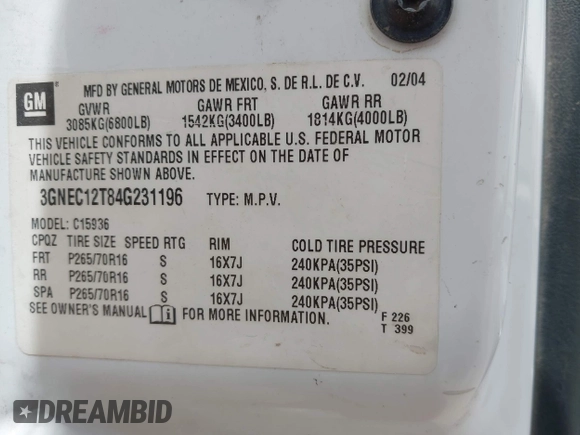 GM
MFD BY GENERAL MOTORS DE MEXICO, S. DE R.L. DE C.V. 02/04
GVWR GAWR FRT GAWR RR
3085KG(6800LB) 1542KG(3400LB) 1814KG(4000LB)
THIS VEHICLE CONFORMS TO ALL APPLICABLE U.S. FEDERAL MOTOR
VEHICLE SAFETY STANDARDS IN EFFECT ON THE DATE OF
MANUFACTURE SHOWN ABOVE.
3GNEC12T84G231196 TYPE: M.P.V.
MODEL: C15936
CPQZ TIRE SIZE SPEED RTG RIM COLD TIRE PRESSURE
FRT P265/70R16 S 16X7J 240KPA(35PSI)
RR P265/70R16 S 16X7J 240KPA(35PSI)
SPA P265/70R16 S 16X7J 240KPA(35PSI)
SEE OWNER'S MANUAL i FOR MORE INFORMATION.
F 226
T 399
DREAMBID